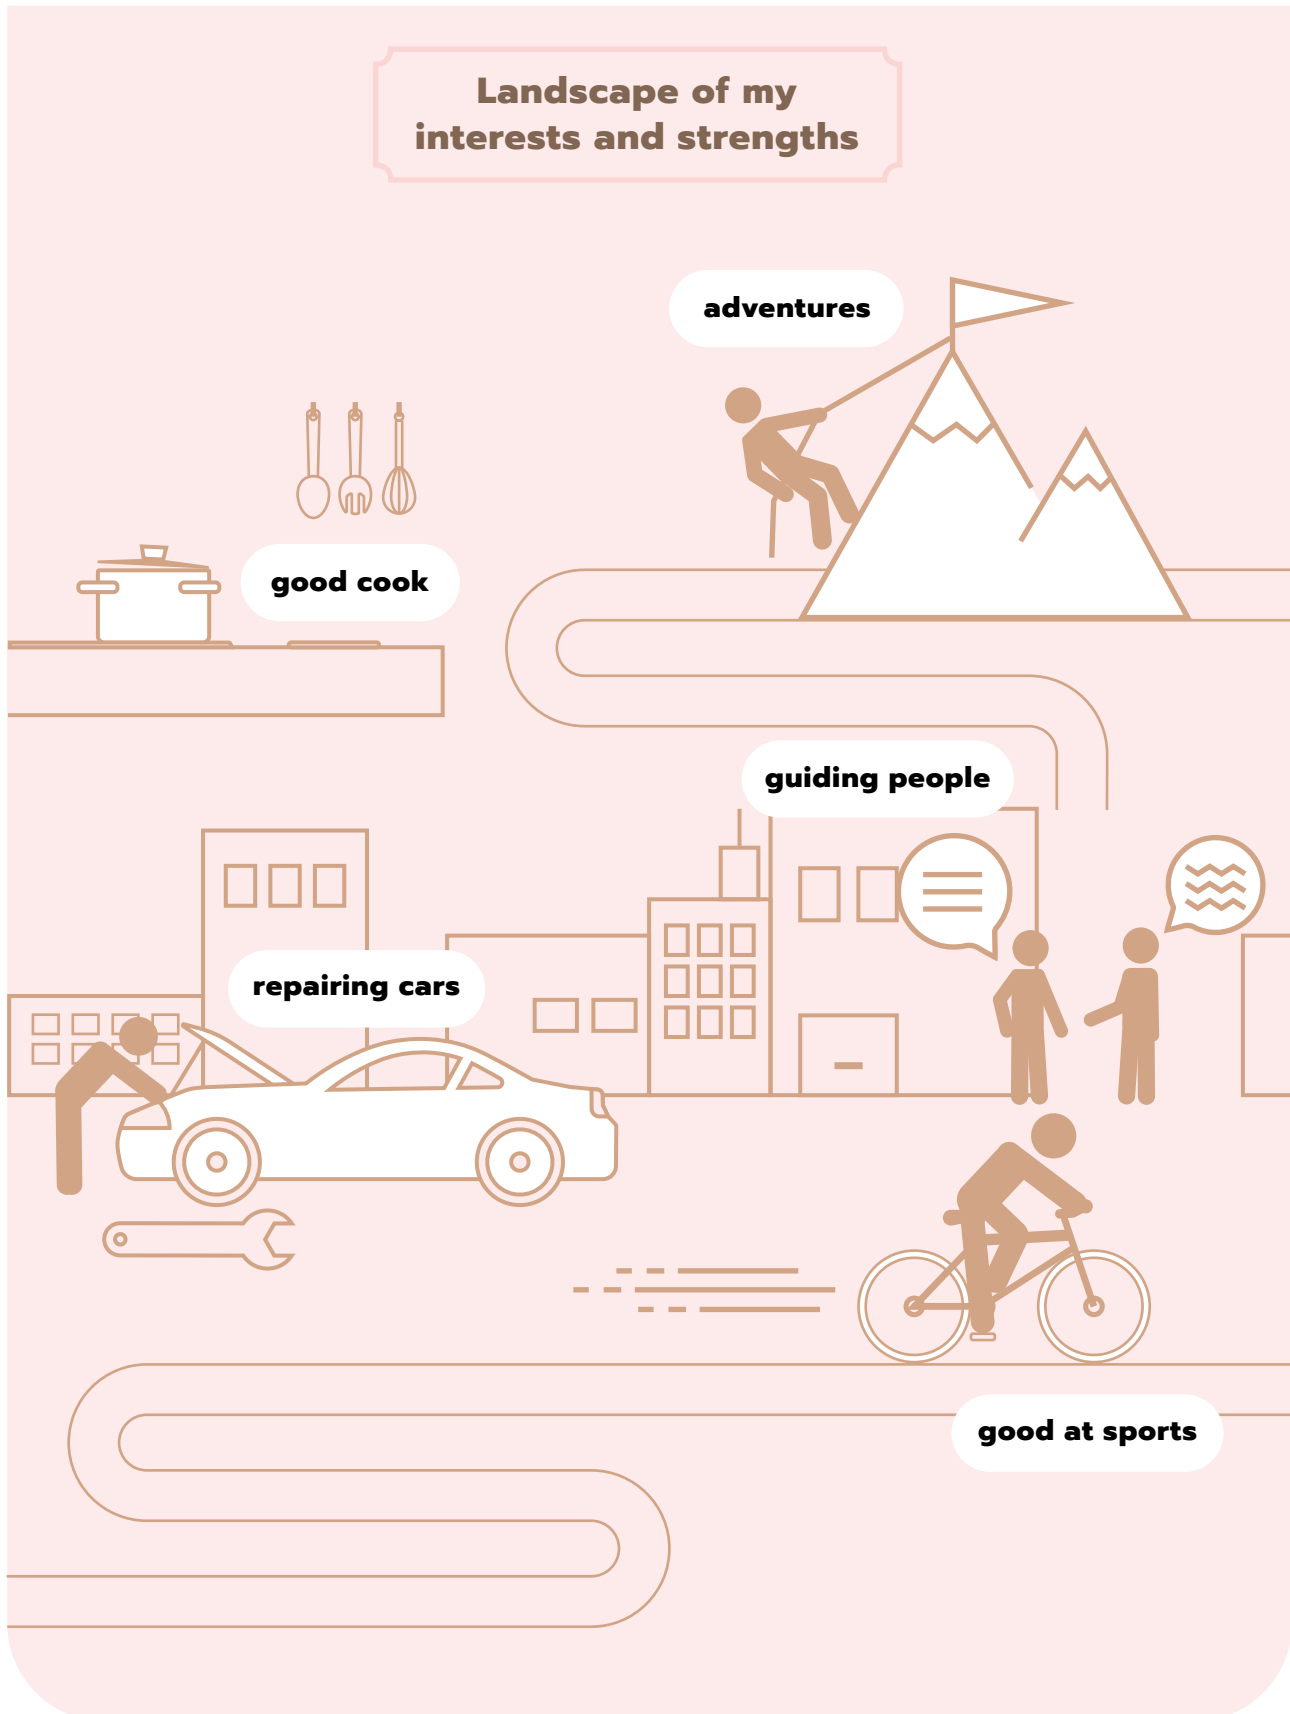 Landscape of my
interests and strengths
adventures
good cook
guiding people
repairing cars
good at sports